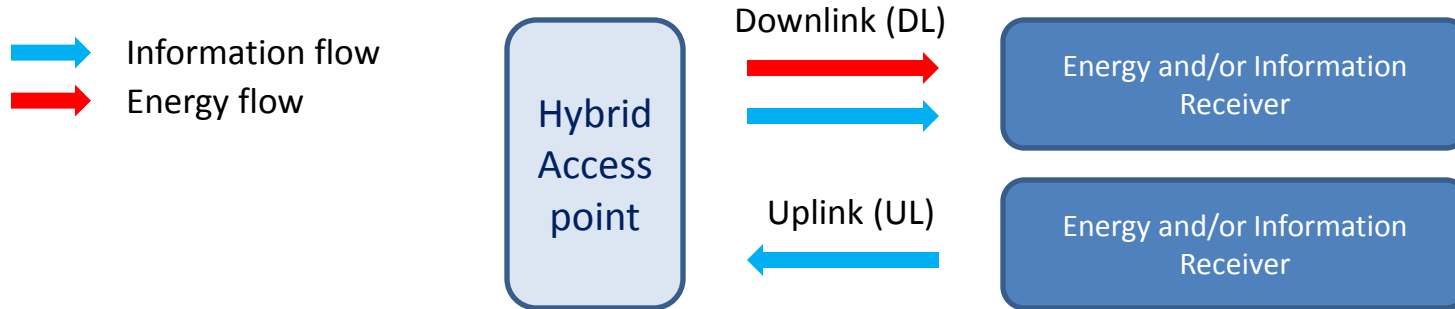 Information flow
Energy flow
Hybrid
Access
point
Downlink (DL)
Uplink (UL)
Energy and/or Information
Receiver
Energy and/or Information
Receiver